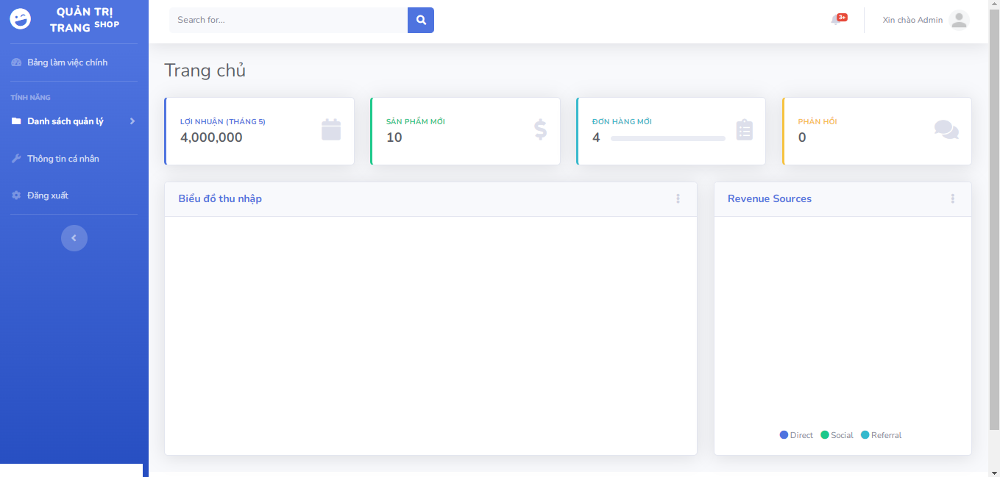 QUẢN TRỊ
TRANG SHOP
Bảng làm việc chính
TÍNH NĂNG
Danh sách quản lý
Thông tin cá nhân
Đăng xuất
Search for...
3+
Xin chào Admin
Trang chủ
LỢI NHUẬN (THÁNG 5)
4,000,000
SẢN PHẨM MỚI
10
ĐƠN HÀNG MỚI
4
PHẢN HỒI
0
Biểu đồ thu nhập
Revenue Sources
Direct Social Referral